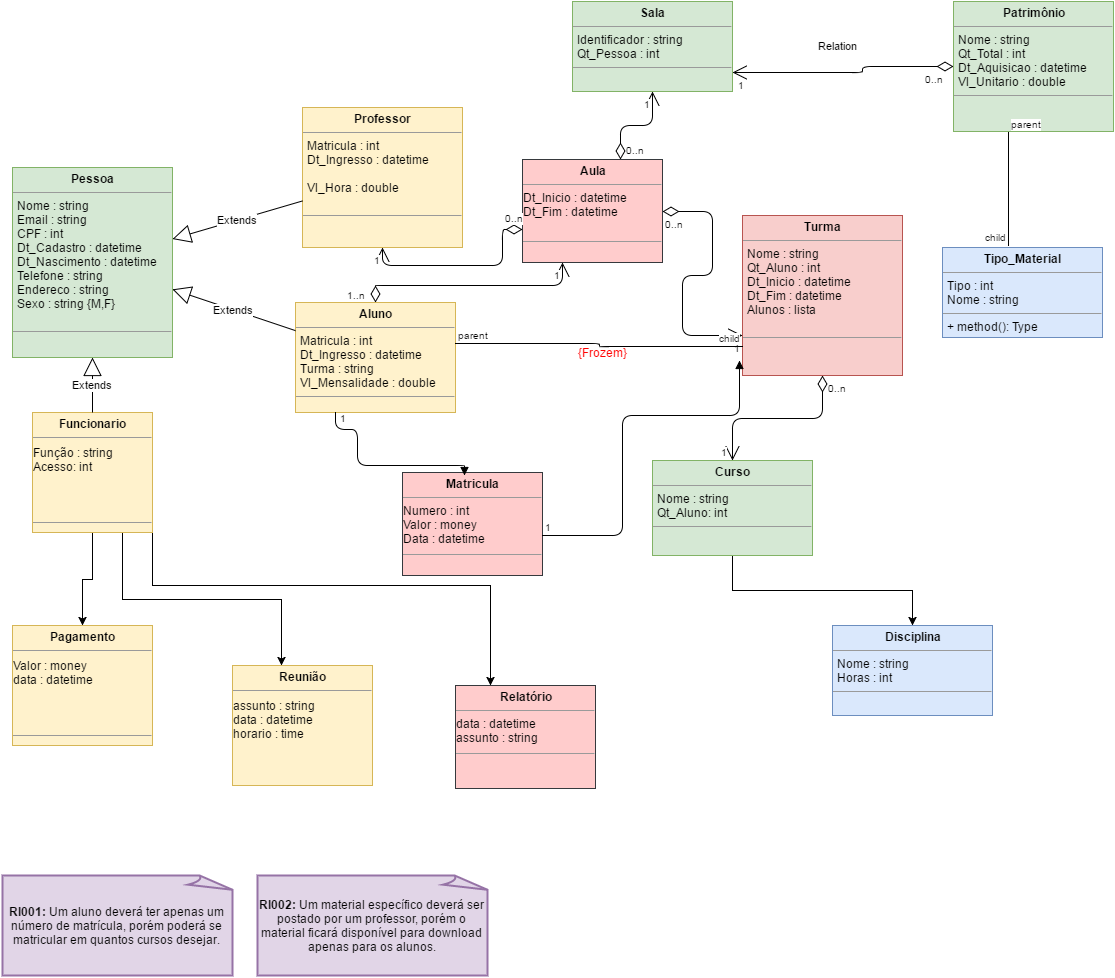 Sala
Identificador : string
Qt_Pessoa : int
Patrimônio
Nome : string
Qt_Total : int
Dt_Aquisicao : datetime
Vl_Unitario : double
Relation
1
0..n
parent
child
Tipo_Material
Tipo : int
Nome : string
+ method(): Type
Professor
Matricula : int
Dt_Ingresso : datetime
Vl_Hora : double
1
0..n
Aula
Dt_Inicio : datetime
Dt_Fim : datetime
0..n
1
0..n
1
Pessoa
Nome : string
Email : string
CPF : int
Dt_Cadastro : datetime
Dt_Nascimento : datetime
Telefone : string
Endereco : string
Sexo : string {M,F}
Extends
Extends
Extends
Turma
Nome : string
Qt_Aluno : int
Dt_Inicio : datetime
Dt_Fim : datetime
Alunos : lista
1..n
Aluno
Matricula : int
Dt_Ingresso : datetime
Turma : string
Vl_Mensalidade : double
parent
{Frozem}
child
1
0..n
1
Funcionario
Função : string
Acesso: int
1
Matricula
Numero : int
Valor : money
Data : datetime
1
Curso
Nome : string
Qt_Aluno: int
Pagamento
Valor : money
data : datetime
Reunião
assunto : string
data : datetime
horario : time
Relatório
data : datetime
assunto : string
Disciplina
Nome : string
Horas : int
RI001: Um aluno deverá ter apenas um
número de matrícula, porém poderá se
matricular em quantos cursos desejar.
RI002: Um material específico deverá ser
postado por um professor, porém o
material ficará disponível para download
apenas para os alunos.